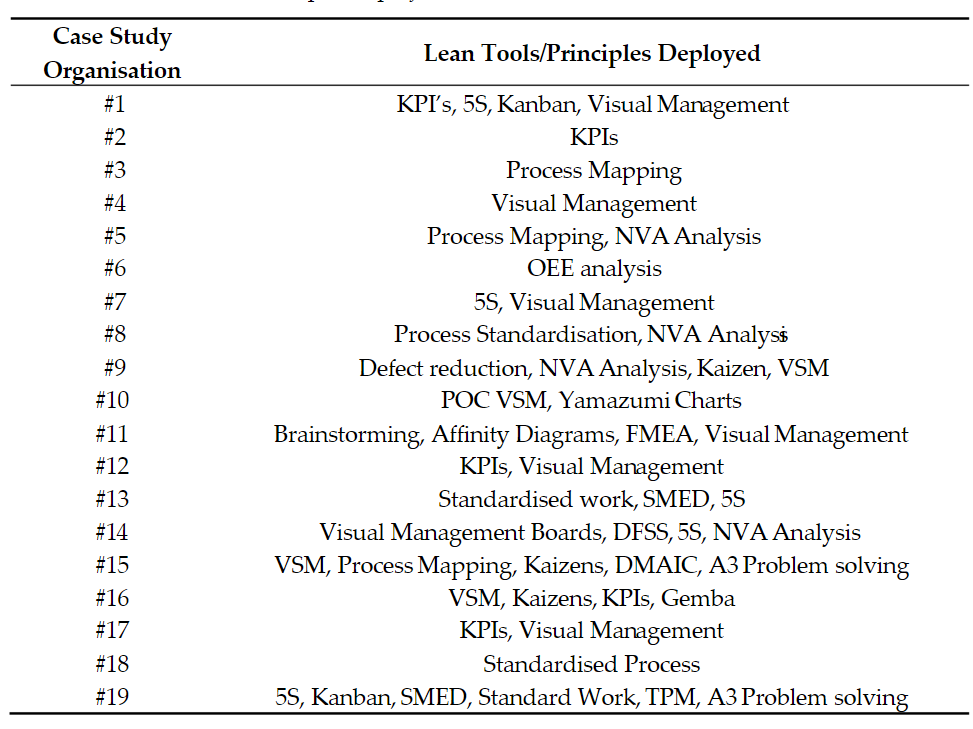 Case Study
Organisation
Lean Tools/Principles Deployed
#1 KPI's, 5S, Kanban, Visual Management
#2 KPIs
#3 Process Mapping
#4 Visual Management
#5 Process Mapping, NVA Analysis
#6 OEE analysis
#7 5S, Visual Management
#8 Process Standardisation, NVA Analysis
#9 Defect reduction, NVA Analysis, Kaizen, VSM
#10 POC VSM, Yamazumi Charts
#11 Brainstorming, Affinity Diagrams, FMEA, Visual Management
#12 KPIs, Visual Management
#13 Standardised work, SMED, 5S
#14 Visual Management Boards, DFSS, 5S, NVA Analysis
#15 VSM, Process Mapping, Kaizens, DMAIC, A3 Problem solving
#16 VSM, Kaizens, KPIs, Gemba
#17 KPIs, Visual Management
#18 Standardised Process
#19 5S, Kanban, SMED, Standard Work, TPM, A3 Problem solving